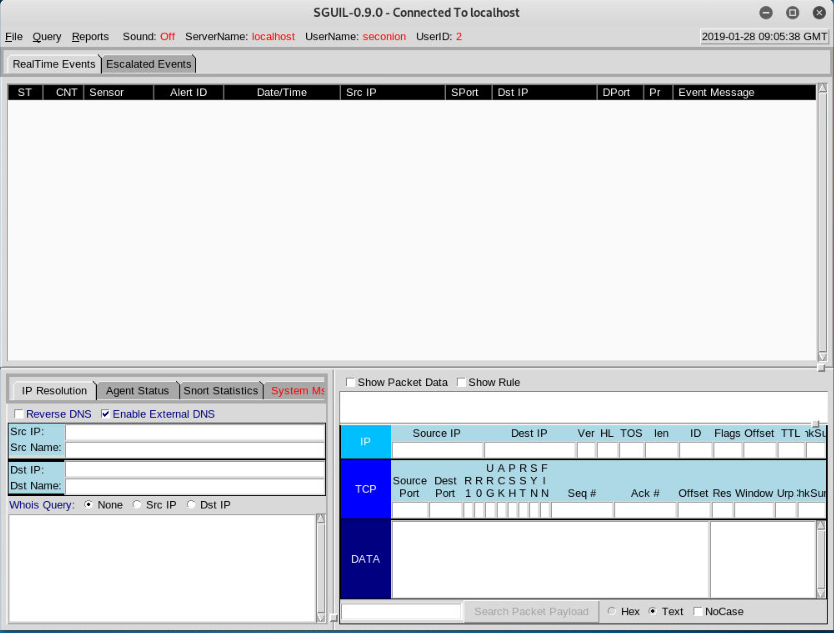 SGUIL-0.9.0 - Connected To localhost
File Query Reports Sound: Off ServerName: localhost UserName: seconion UserID: 2 2019-01-28 09:05:38 GMT
RealTime Events Escalated Events
ST CNT Sensor Alert ID Date/Time Src IP SPort Dst IP DPort Pr Event Message
IP Resolution Agent Status Snort Statistics System Ms
Reverse DNS Enable External DNS
Src IP:
Src Name:
Dst IP:
Dst Name:
Whois Query: None Src IP Dst IP
Show Packet Data Show Rule
IP
Source IP Dest IP Ver HL TOS len ID Flags Offset TTL hkSu
TCP
U A P R S F
Source Dest R R R C S S Y I
Port Port 1 0 G K H T N N Seq # Ack # Offset Res Window Urp hkSum
DATA
Search Packet Payload Hex Text NoCase